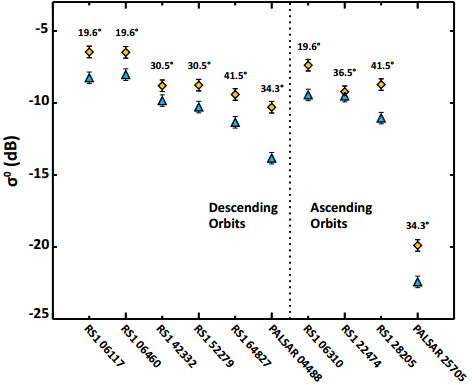 -5
-10
-15
-20
-25
σ⁰ (dB)
19.6° 19.6° 30.5° 30.5° 41.5° 34.3° 19.6° 36.5° 41.5° 34.3°
Descending Ascending
Orbits Orbits
RS1 06117
RS1 06460
RS1 42332
RS1 52279
RS1 64827
PALSAR 04488
RS1 06310
RS1 22474
RS1 28205
PALSAR 25705